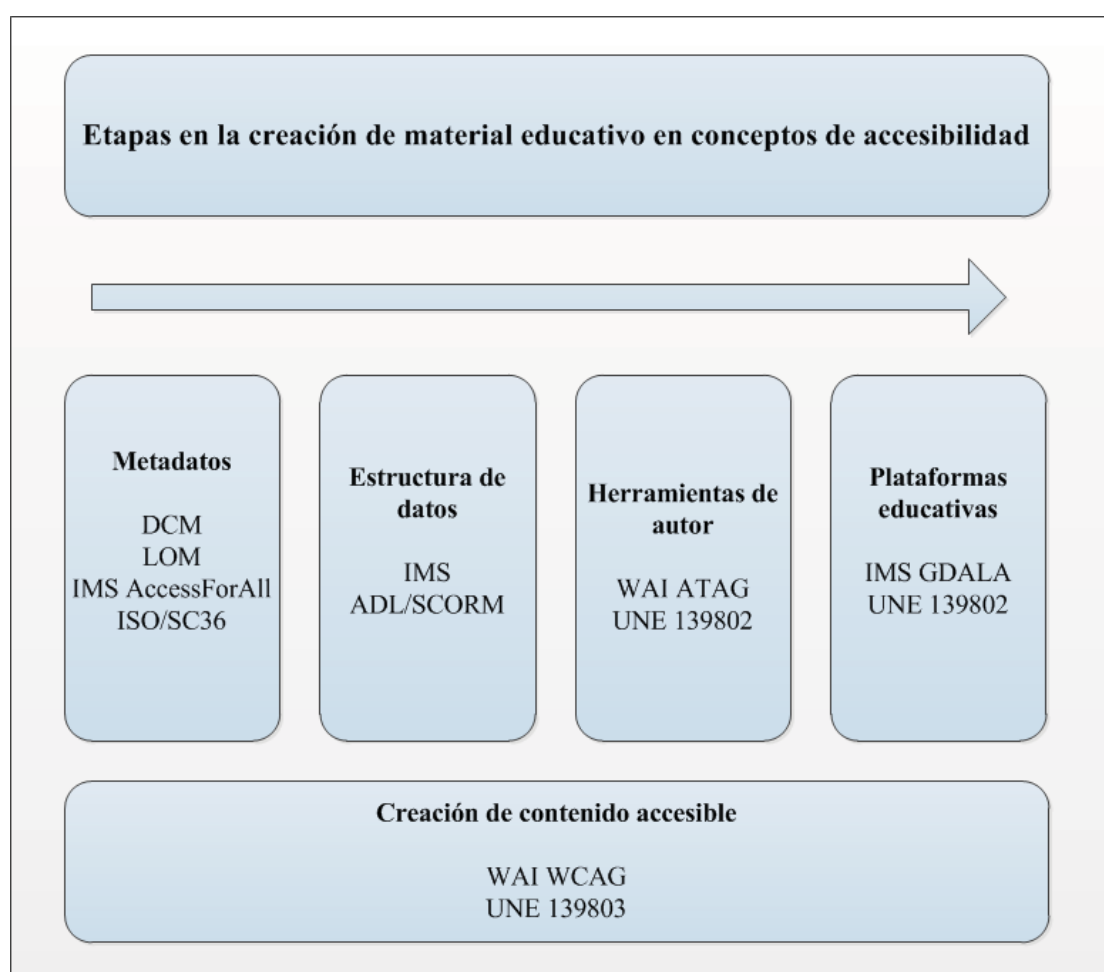 Etapas en la creación de material educativo en conceptos de accesibilidad
Metadatos
DCM
LOM
IMS AccessForAll
ISO/SC36
Estructura de
datos
IMS
ADL/SCORM
Herramientas de
autor
WAI ATAG
UNE 139802
Plataformas
educativas
IMS GDALA
UNE 139802
Creación de contenido accesible
WAI WCAG
UNE 139803